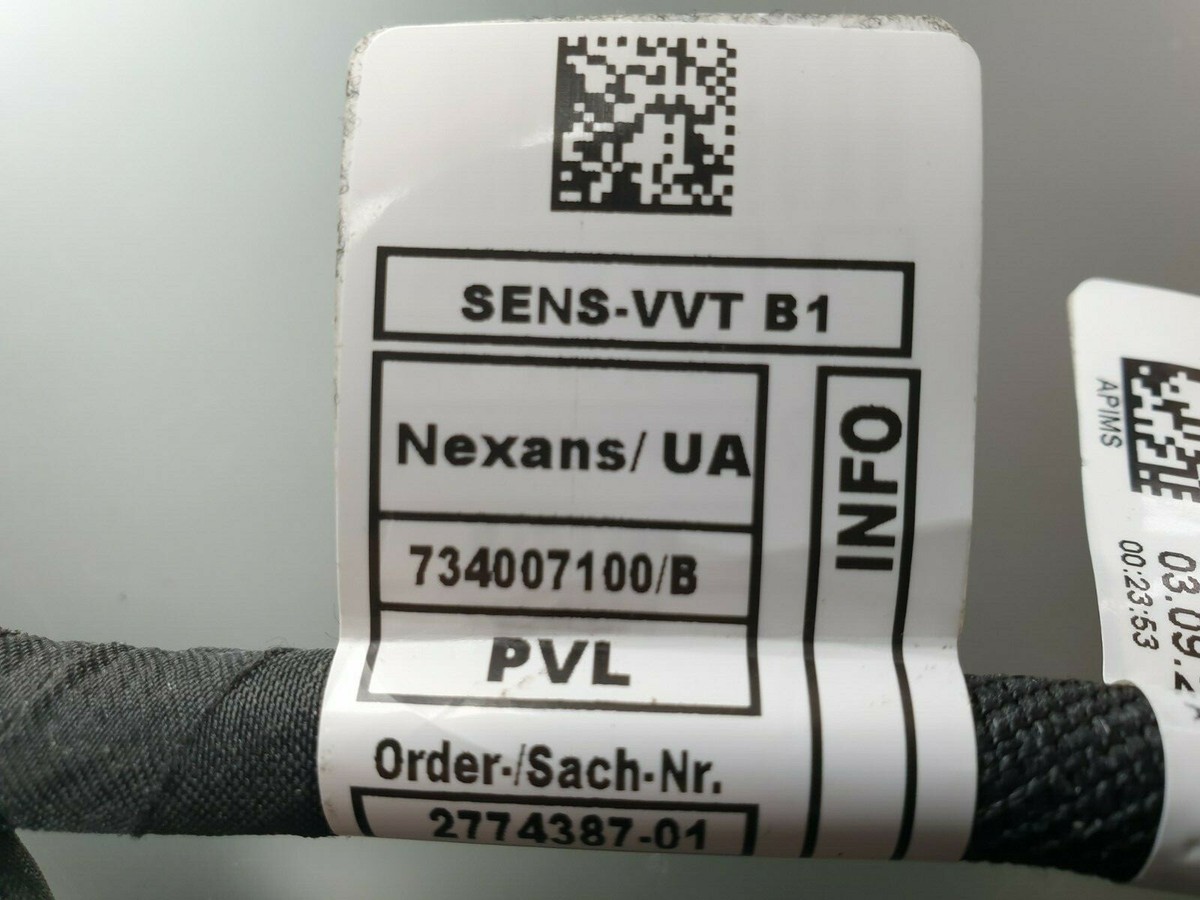 SENS-VVT B1
Nexans/ UA
734007100/B
PVL
Order-/Sach-Nr.
2774387-01
INFO
APIMS
00:23:53